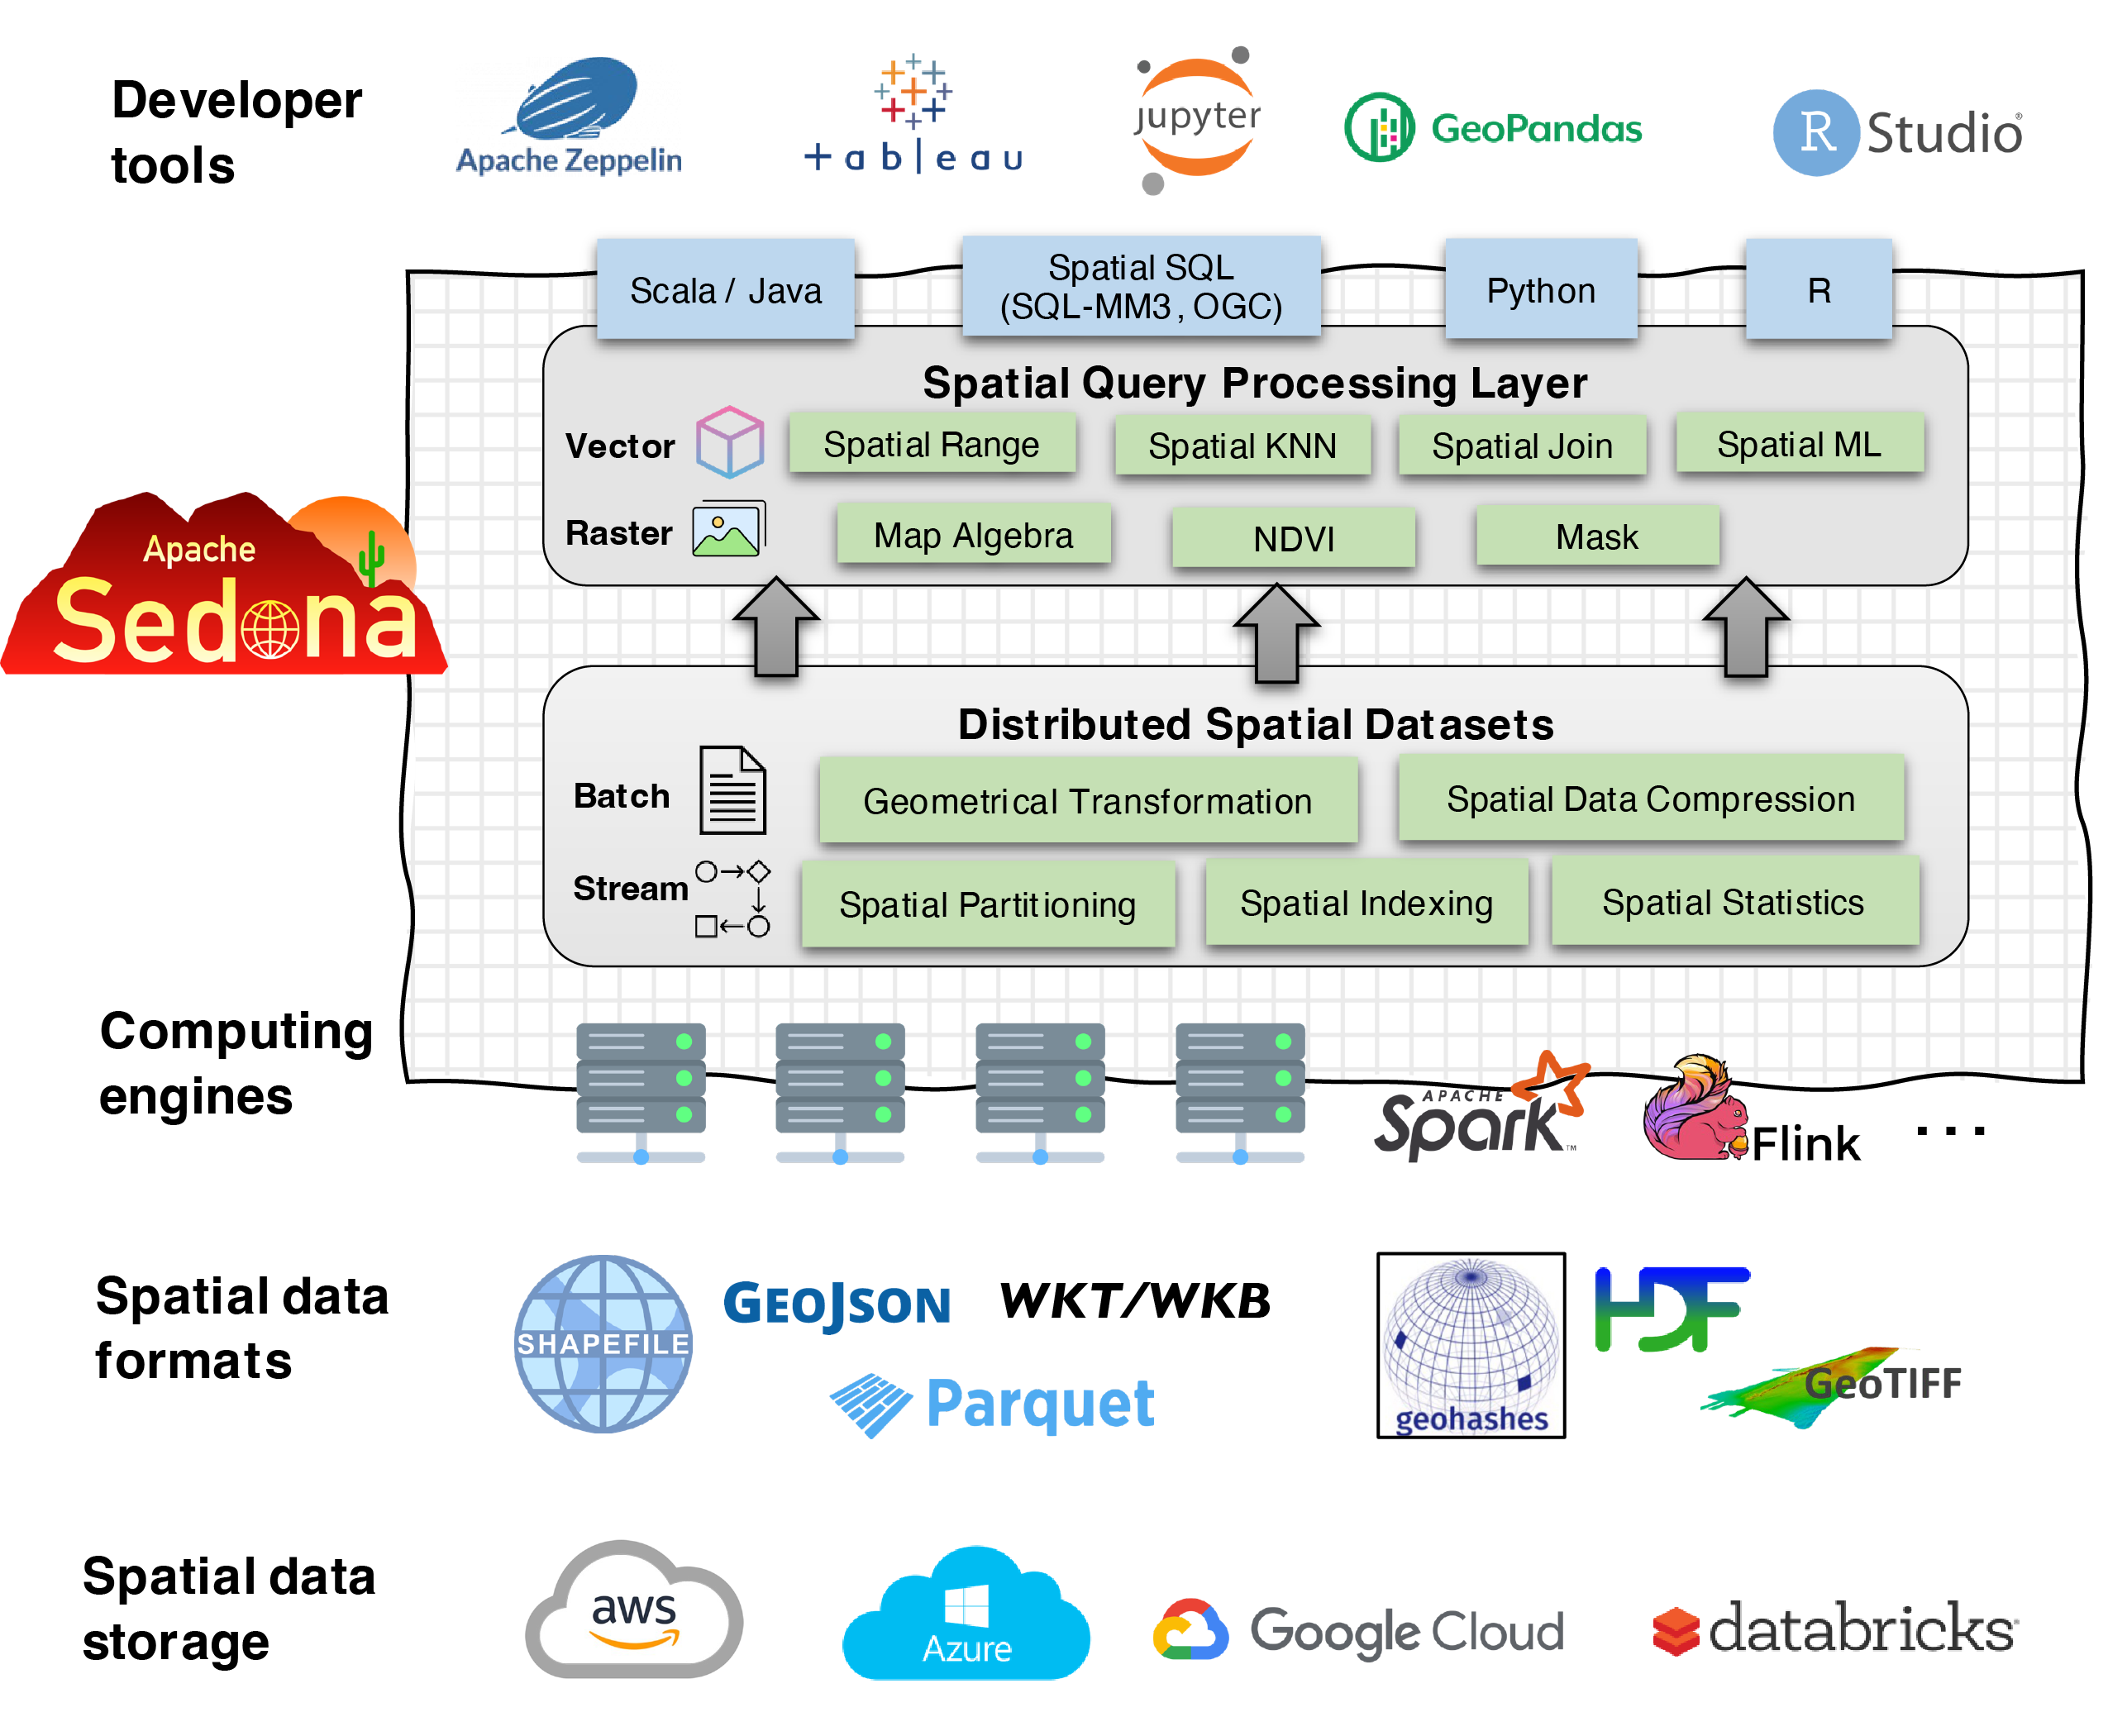 Developer
tools
Apache Zeppelin
+ableau
jupyter
GeoPandas
R Studio®
Scala / Java
Spatial SQL
(SQL-MM3, OGC)
Python
R
Spatial Query Processing Layer
Vector
Spatial Range
Spatial KNN
Spatial Join
Spatial ML
Raster
Map Algebra
NDVI
Mask
Apache
Sedona
Distributed Spatial Datasets
Batch
Geometrical Transformation
Spatial Data Compression
Stream
Spatial Partitioning
Spatial Indexing
Spatial Statistics
Computing
engines
APACHE
Spark™
Flink
...
Spatial data
formats
SHAPEFILE
GEOJSON
WKT/WKB
Parquet
geohashes
HDF
GeoTIFF
Spatial data
storage
aws
Azure
Google Cloud
databricks®